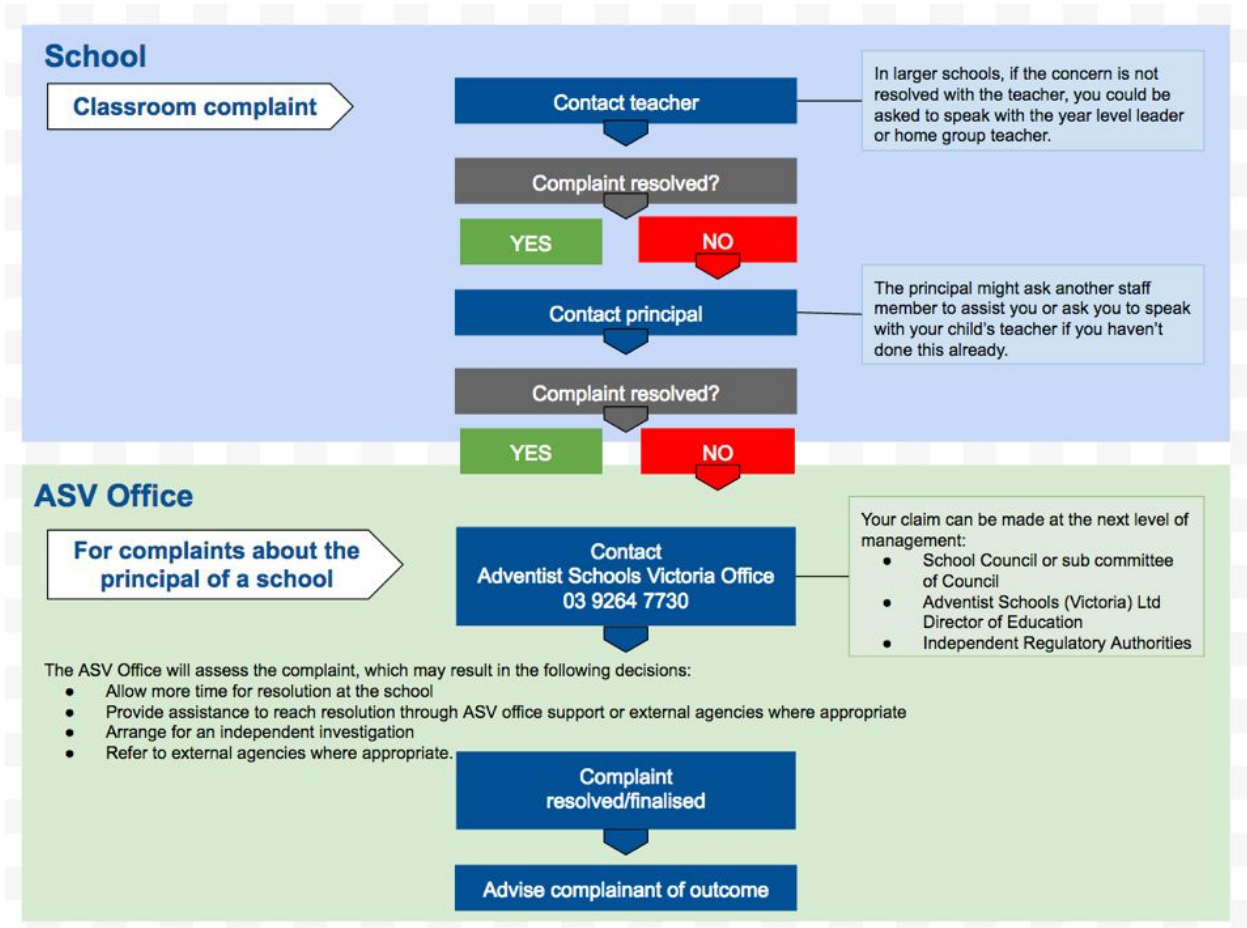 School
Classroom complaint
Contact teacher
In larger schools, if the concern is not
resolved with the teacher, you could be
asked to speak with the year level leader
or home group teacher.
Complaint resolved?
YES
NO
Contact principal
The principal might ask another staff
member to assist you or ask you to speak
with your child's teacher if you haven't
done this already.
Complaint resolved?
YES
NO
ASV Office
For complaints about the
principal of a school
Contact
Adventist Schools Victoria Office
03 9264 7730
Your claim can be made at the next level of
management:
● School Council or sub committee
of Council
● Adventist Schools (Victoria) Ltd
Director of Education
● Independent Regulatory Authorities
The ASV Office will assess the complaint, which may result in the following decisions:
● Allow more time for resolution at the school
● Provide assistance to reach resolution through ASV office support or external agencies where appropriate
● Arrange for an independent investigation
● Refer to external agencies where appropriate.
Complaint
resolved/finalised
Advise complainant of outcome